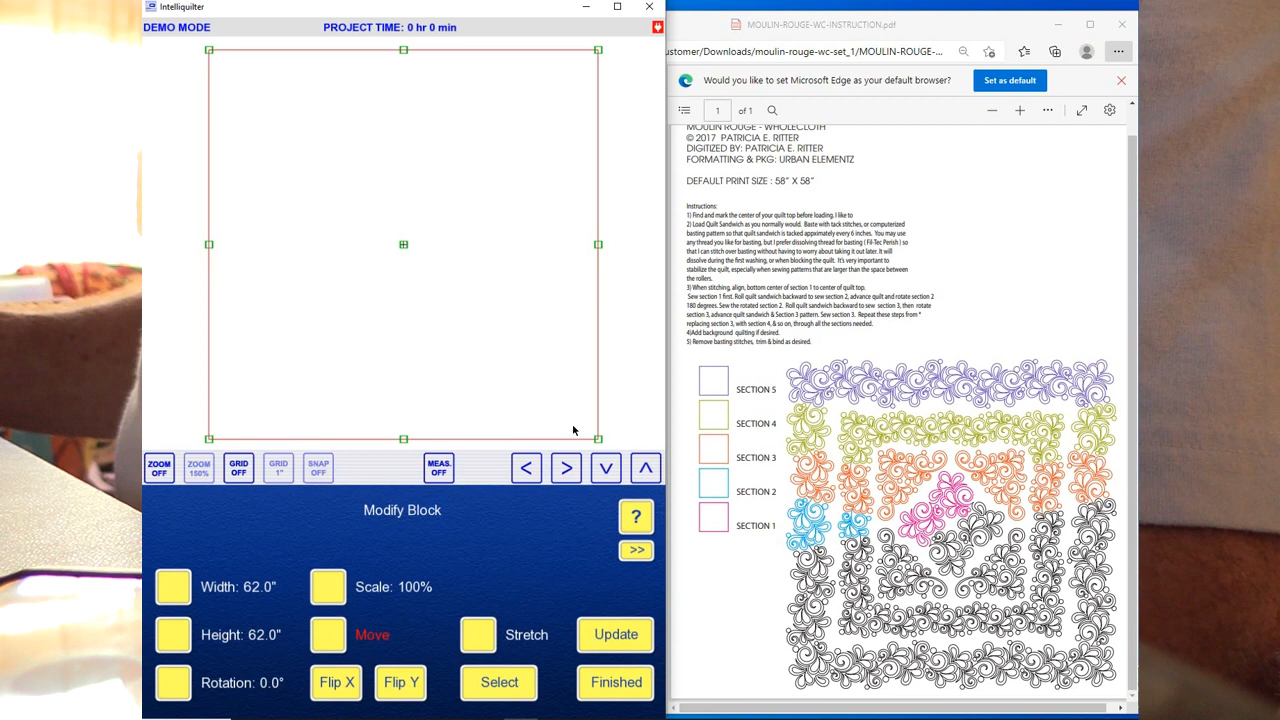 Intelliquilter
DEMO MODE
PROJECT TIME: 0 hr 0 min
ZOOM OFF
ZOOM 150%
GRID OFF
GRID 1"
SNAP OFF
MEAS. OFF
<
>
V
Λ
Modify Block
?
>>
Width: 62.0"
Scale: 100%
Height: 62.0"
Move
Stretch
Update
Rotation: 0.0°
Flip X
Flip Y
Select
Finished
MOULIN-ROUGE-WC-INSTRUCTION.pdf
ustomer/Downloads/moulin-rouge-wc-set_1/MOULIN-ROUGE-...
Would you like to set Microsoft Edge as your default browser?
Set as default
1 of 1
MOULIN ROUGE - WHOLECLOTH
© 2017 PATRICIA E. RITTER
DIGITIZED BY: PATRICIA E. RITTER
FORMATTING & PKG: URBAN ELEMENTZ
DEFAULT PRINT SIZE : 58" X 58"
Instructions:
1) Find and mark the center of your quilt top before loading. I like to
2) Load Quilt Sandwich as you normally would. Baste with tack stitches, or computerized
basting pattern so that quilt sandwich is tacked appximately every 6 inches. You may use
any thread you like for basting, but I prefer dissolving thread for basting ( Fil-Tec Perish ) so
that I can stitch over basting without having to worry about taking it out later. It will
dissolve during the first washing, or when blocking the quilt. It's very important to
stabilize the quilt, especially when sewing patterns that are larger than the space between
the rollers.
3) When stitching, align, bottom center of section 1 to center of quilt top.
Sew section 1 first. Roll quilt sandwich backward to sew section 2, advance quilt and rotate section 2
180 degrees. Sew the rotated section 2. Roll quilt sandwich backward to sew section 3, then rotate
section 3, advance quilt sandwich & Section 3 pattern. Sew section 3. Repeat these steps from *
replacing section 3, with section 4, & so on, through all the sections needed.
4)Add background quilting if desired.
5) Remove basting stitches, trim & bind as desired.
SECTION 5
SECTION 4
SECTION 3
SECTION 2
SECTION 1